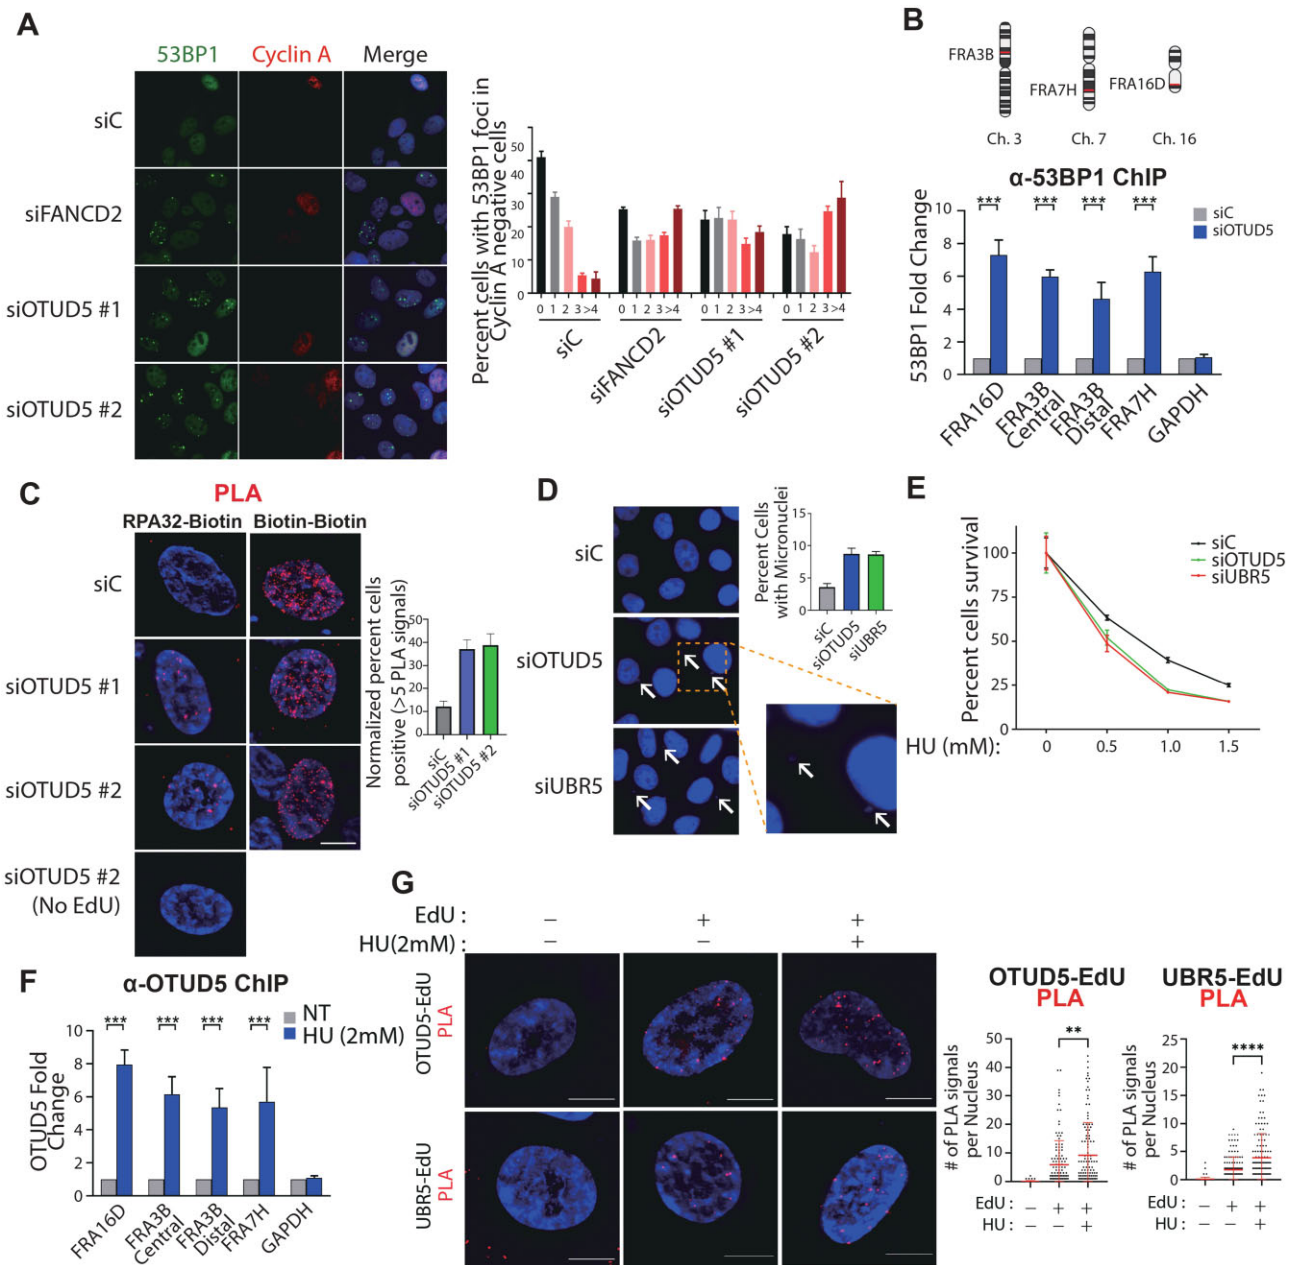 A
53BP1 Cyclin A Merge
siC
siFANCD2
siOTUD5 #1
siOTUD5 #2
Percent cells with 53BP1 foci in
Cyclin A negative cells
50
40
30
20
10
0
0 1 2 3 >4 0 1 2 3 >4 0 1 2 3 >4 0 1 2 3 >4
siC
siFANCD2
siOTUD5 #1
siOTUD5 #2
B
FRA3B
FRA7H
FRA16D
Ch. 3 Ch. 7 Ch. 16
α-53BP1 ChIP
*** *** *** ***
siC
siOTUD5
53BP1 Fold Change
10
8
6
4
2
0
FRA16D
FRA3B
Central
FRA3B
Distal
FRA7H
GAPDH
C
PLA
RPA32-Biotin Biotin-Biotin
siC
siOTUD5 #1
siOTUD5 #2
siOTUD5 #2
(No EdU)
Normalized percent cells
positive (>5 PLA signals)
50
40
30
20
10
0
siC
siOTUD5 #1
siOTUD5 #2
D
siC
siOTUD5
siUBR5
Percent Cells
with Micronuclei
15
10
5
0
siC
siOTUD5
siUBR5
E
Percent cells survival
100
75
50
25
0
siC
siOTUD5
siUBR5
HU (mM): 0 0.5 1.0 1.5
F
α-OTUD5 ChIP
*** *** *** ***
NT
HU (2mM)
OTUD5 Fold
Change
10
8
6
4
2
0
FRA16D
FRA3B
Central
FRA3B
Distal
FRA7H
GAPDH
G
EdU : − + +
HU(2mM) : − − +
OTUD5-EdU
PLA
UBR5-EdU
PLA
OTUD5-EdU
PLA
**
# of PLA signals
per Nucleus
50
40
30
20
10
0
EdU : − + +
HU : − − +
UBR5-EdU
PLA
****
# of PLA signals
per Nucleus
25
20
15
10
5
0
EdU : − + +
HU : − − +